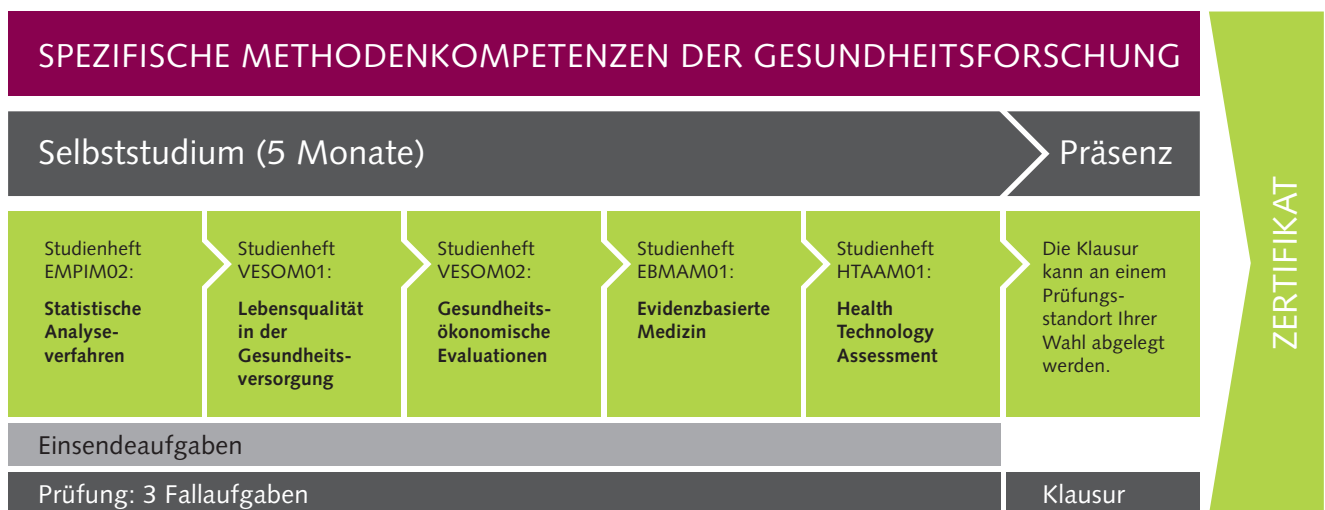 SPEZIFISCHE METHODENKOMPETENZEN DER GESUNDHEITSFORSCHUNG
Selbststudium (5 Monate)
Präsenz
Studienheft
EMPIM02:
Statistische
Analyse-
verfahren
Studienheft
VESOM01:
Lebensqualität
in der
Gesundheits-
versorgung
Studienheft
VESOM02:
Gesundheits-
ökonomische
Evaluationen
Studienheft
EBMAM01:
Evidenzbasierte
Medizin
Studienheft
HTAAM01:
Health
Technology
Assessment
Die Klausur
kann an einem
Prüfungs-
standort Ihrer
Wahl abgelegt
werden.
Einsendeaufgaben
Prüfung: 3 Fallaufgaben
Klausur
ZERTIFIKAT